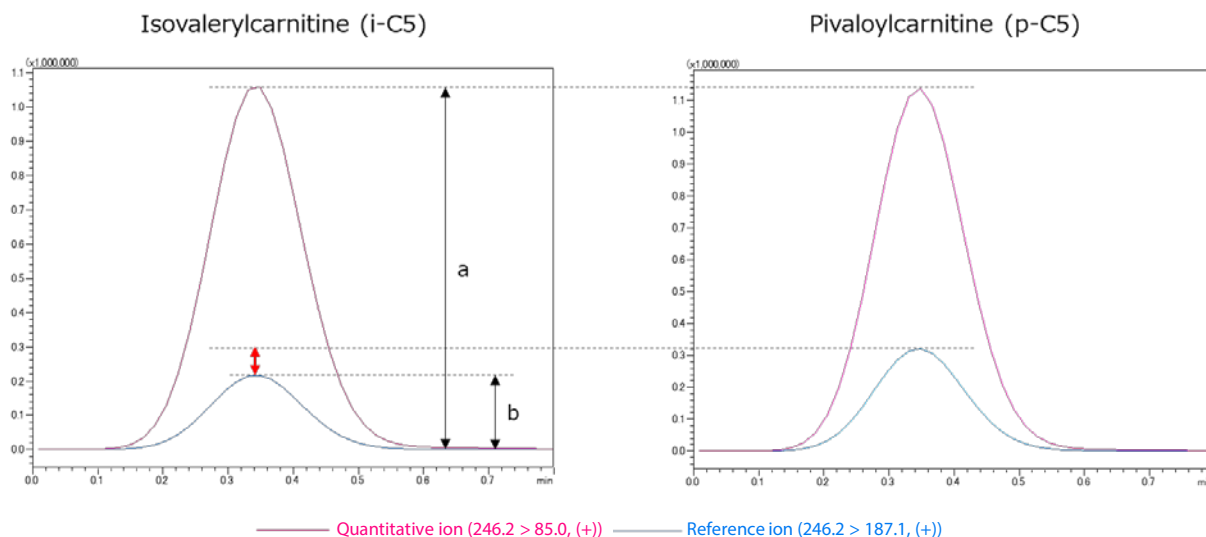 Isovalerylcarnitine (i-C5)
Pivaloylcarnitine (p-C5)
(x1,000,000)
1.1
1.0
0.9
0.8
0.7
0.6
0.5
0.4
0.3
0.2
0.1
0.0
a
b
0.0 0.1 0.2 0.3 0.4 0.5 0.6 0.7 min
(x1,000,000)
1.1
1.0
0.9
0.8
0.7
0.6
0.5
0.4
0.3
0.2
0.1
0.0
0.0 0.1 0.2 0.3 0.4 0.5 0.6 0.7 min
Quantitative ion (246.2 > 85.0, (+)) Reference ion (246.2 > 187.1, (+))